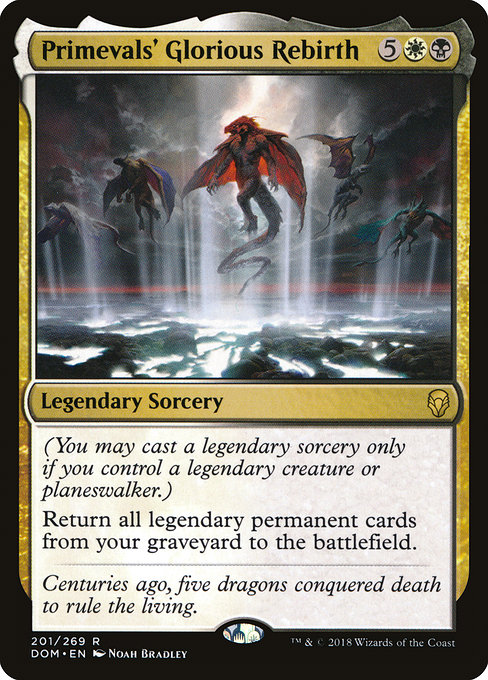 Primevals' Glorious Rebirth 5
Legendary Sorcery
(You may cast a legendary sorcery only
if you control a legendary creature or
planeswalker.)
Return all legendary permanent cards
from your graveyard to the battlefield.
Centuries ago, five dragons conquered death
to rule the living.
201/269 R
DOM • EN Noah Bradley
™ & © 2018 Wizards of the Coast